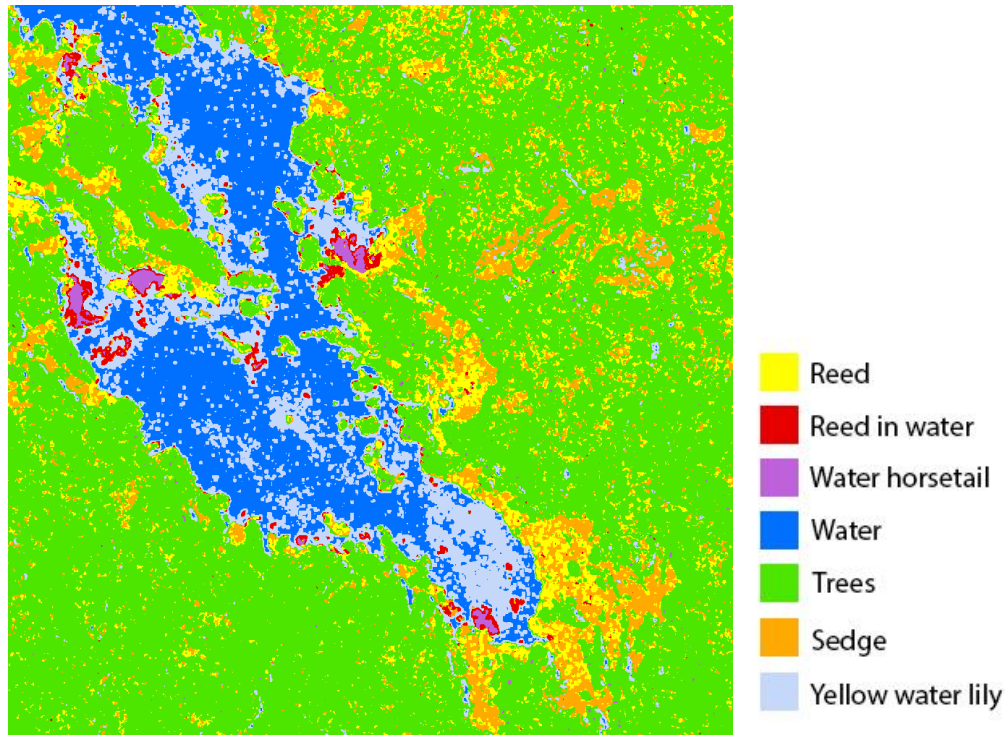 Reed
Reed in water
Water horsetail
Water
Trees
Sedge
Yellow water lily